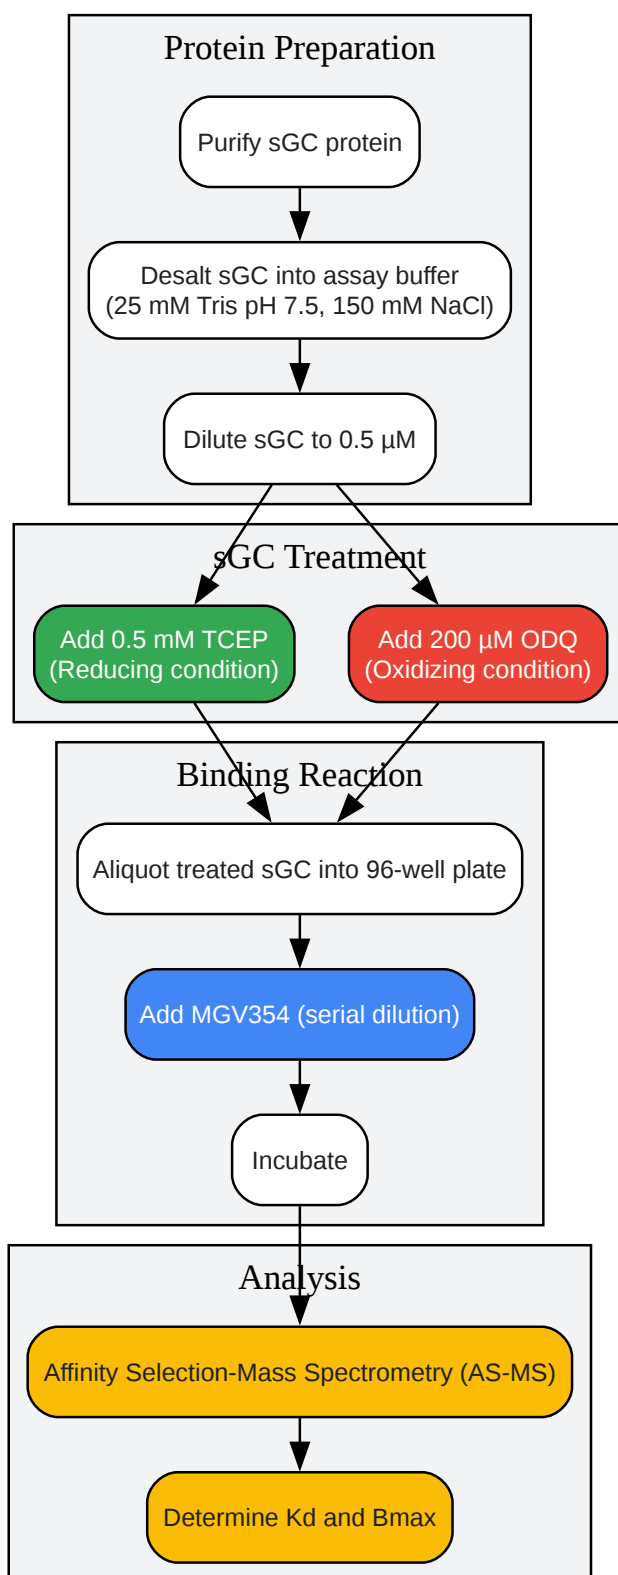 Protein Preparation
Purify sGC protein
Desalt sGC into assay buffer
(25 mM Tris pH 7.5, 150 mM NaCl)
Dilute sGC to 0.5 µM
sGC Treatment
Add 0.5 mM TCEP
(Reducing condition)
Add 200 µM ODQ
(Oxidizing condition)
Binding Reaction
Aliquot treated sGC into 96-well plate
Add MGV354 (serial dilution)
Incubate
Analysis
Affinity Selection-Mass Spectrometry (AS-MS)
Determine Kd and Bmax